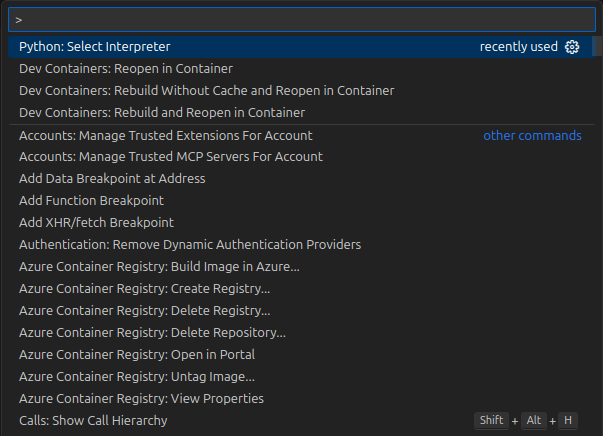 >
Python: Select Interpreter recently used
Dev Containers: Reopen in Container
Dev Containers: Rebuild Without Cache and Reopen in Container
Dev Containers: Rebuild and Reopen in Container
Accounts: Manage Trusted Extensions For Account other commands
Accounts: Manage Trusted MCP Servers For Account
Add Data Breakpoint at Address
Add Function Breakpoint
Add XHR/fetch Breakpoint
Authentication: Remove Dynamic Authentication Providers
Azure Container Registry: Build Image in Azure...
Azure Container Registry: Create Registry...
Azure Container Registry: Delete Registry...
Azure Container Registry: Delete Repository...
Azure Container Registry: Open in Portal
Azure Container Registry: Untag Image...
Azure Container Registry: View Properties
Calls: Show Call Hierarchy Shift + Alt + H